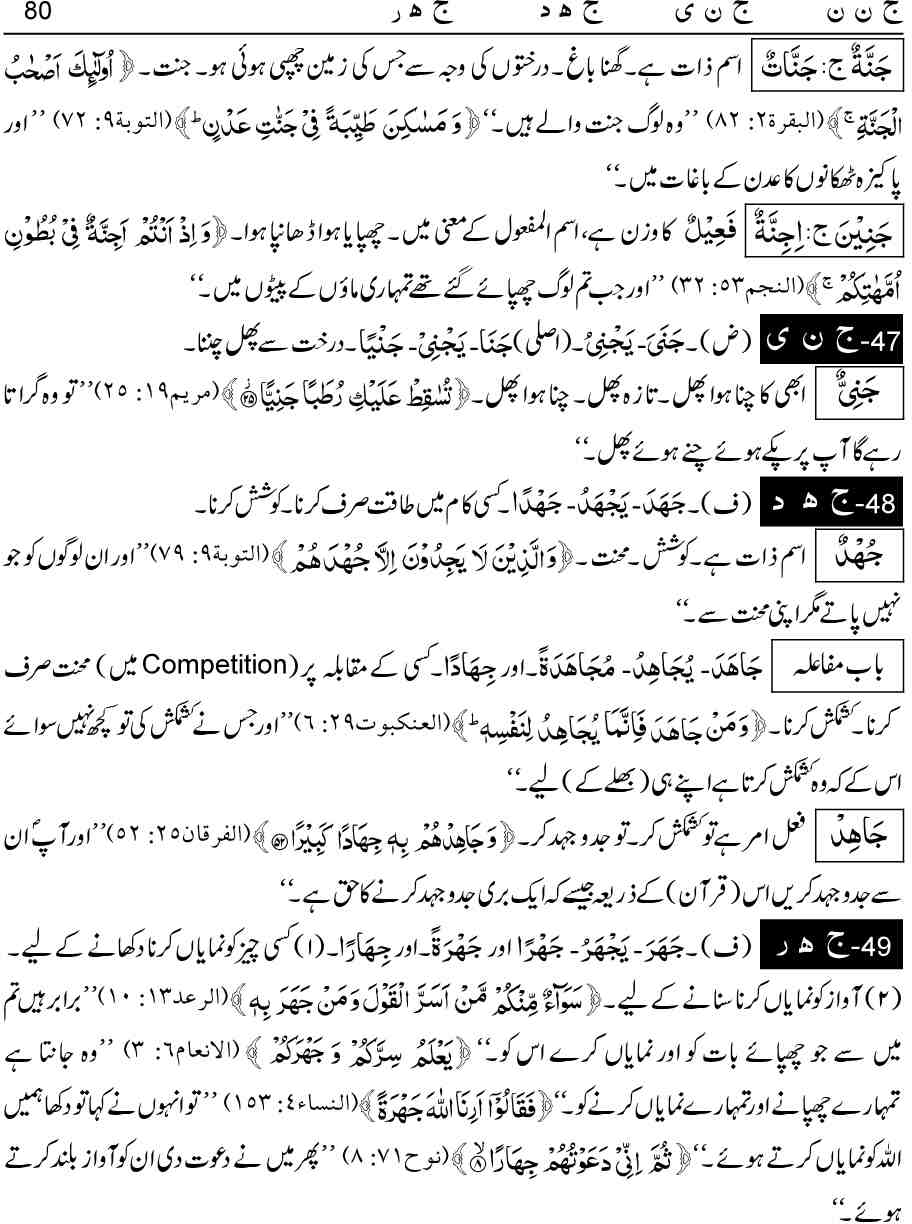 ج ن ن ج ن ی ج ھ د ج ھ ر 80
جَنَّةٌ ج: جَنَّاتٌ اسم ذات ہے۔ گھنا باغ۔ درختوں کی وجہ سے جس کی زمین چھپی ہوئی ہو۔ جنت۔ ﴿ اُولٰٓئِكَ اَصْحٰبُ
الْجَنَّةِ ۚ ﴾ (البقرة۲: ۸۲) ’’وہ لوگ جنت والے ہیں۔‘‘ ﴿ وَ مَسٰكِنَ طَيِّبَةً فِىْ جَنّٰتِ عَدْنٍ ؕ ﴾ (التوبة۹: ۷۲) ’’اور
پاکیزہ ٹھکانوں کا عدن کے باغات میں۔‘‘
جَنِيْنَ ج: اِجِنَّةٌ فَعِيْلٌ کا وزن ہے، اسم المفعول کے معنی میں۔ چھپایا ہوا ڈھانپا ہوا۔ ﴿ وَ اِذْ اَنْتُمْ اَجِنَّةٌ فِىْ بُطُوْنِ
اُمَّهٰتِكُمْ ۚ ﴾ (النجم۵۳: ۳۲) ’’اور جب تم لوگ چھپائے گئے تھے تمہاری ماؤں کے پیٹوں میں۔‘‘
47- ج ن ی (ض)۔ جَنَیَ۔ يَجْنِىُ۔ (اصلی) جَنَا۔ يَجْنِىْ۔ جَنْيًا۔ درخت سے پھل چننا۔
جَنِىٌّ ابھی کا چنا ہوا پھل۔ تازہ پھل۔ چنا ہوا پھل۔ ﴿ تُسٰقِطْ عَلَيْكِ رُطَبًا جَنِيًّا ۲۵ ﴾ (مریم۱۹: ۲۵) ’’تو وہ گراتا
رہے گا آپ پر پکے ہوئے چنے ہوئے پھل۔‘‘
48- ج ھ د (ف)۔ جَهَدَ۔ يَجْهَدُ۔ جَهْدًا۔ کسی کام میں طاقت صرف کرنا۔ کوشش کرنا۔
جُهْدٌ اسم ذات ہے۔ کوشش۔ محنت۔ ﴿ وَالَّذِيْنَ لَا يَجِدُوْنَ اِلَّا جُهْدَهُمْ ﴾ (التوبة۹: ۷۹) ’’اور ان لوگوں کو جو
نہیں پاتے مگر اپنی محنت سے۔‘‘
باب مفاعلہ جَاهَدَ۔ يُجَاهِدُ۔ مُجَاهَدَةً۔ اور جِهَادًا۔ کسی کے مقابلہ پر (Competition میں) محنت صرف
کرنا۔ کشمکش کرنا۔ ﴿ وَ مَنْ جَاهَدَ فَاِنَّمَا يُجَاهِدُ لِنَفْسِهٖ ؕ ﴾ (العنکبوت۲۹: ۶) ’’اور جس نے کشمکش کی تو کچھ نہیں سوائے
اس کے کہ وہ کشمکش کرتا ہے اپنے ہی (بھلے کے) لیے۔‘‘
جَاهِدْ فعل امر ہے تو کشمکش کر۔ تو جدوجہد کر۔ ﴿ وَ جَاهِدْهُمْ بِهٖ جِهَادًا كَبِيْرًا ۵۲ ﴾ (الفرقان۲۵: ۵۲) ’’اور آپؐ ان
سے جدوجہد کریں اس (قرآن) کے ذریعہ جیسے کہ ایک بری جدوجہد کرنے کا حق ہے۔‘‘
49- ج ھ ر (ف)۔ جَهَرَ۔ يَجْهَرُ۔ جَهْرًا اور جَهْرَةً۔ اور جِهَارًا۔ (۱) کسی چیز کو نمایاں کرنا دکھانے کے لیے۔
(۲) آواز کو نمایاں کرنا سنانے کے لیے۔ ﴿ سَوَآءٌ مِّنْكُمْ مَّنْ اَسَرَّ الْقَوْلَ وَ مَنْ جَهَرَ بِهٖ ﴾ (الرعد۱۳: ۱۰) ’’برابر ہیں تم
میں سے جو چھپائے بات کو اور نمایاں کرے اس کو۔‘‘ ﴿ يَعْلَمُ سِرَّكُمْ وَ جَهْرَكُمْ ﴾ (الانعام۶: ۳) ’’وہ جانتا ہے
تمہارے چھپانے اور تمہارے نمایاں کرنے کو۔‘‘ ﴿ فَقَالُوْٓا اَرِنَا اللّٰهَ جَهْرَةً ﴾ (النساء۴: ۱۵۳) ’’تو انہوں نے کہا تو دکھا ہمیں
اللہ کو نمایاں کرتے ہوئے۔‘‘ ﴿ ثُمَّ اِنِّىْ دَعَوْتُهُمْ جِهَارًا ۙ۸ ﴾ (نوح۷۱: ۸) ’’پھر میں نے دعوت دی ان کو آواز بلند کرتے
ہوئے۔‘‘